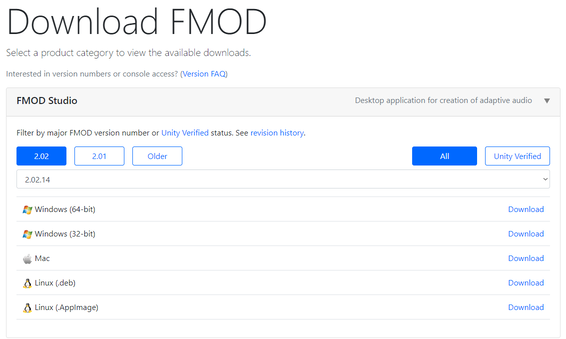 Download FMOD
Select a product category to view the available downloads.
Interested in version numbers or console access? (Version FAQ)
FMOD Studio
Desktop application for creation of adaptive audio ▼
Filter by major FMOD version number or Unity Verified status. See revision history.
2.02 2.01 Older All Unity Verified
2.02.14
Windows (64-bit) Download
Windows (32-bit) Download
Mac Download
Linux (.deb) Download
Linux (.AppImage) Download